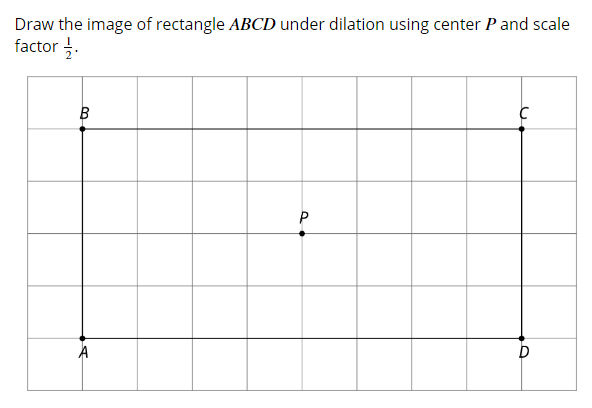 Draw the image of rectangle ABCD under dilation using center P and scale
factor 1/2.
B
C
P
A
D